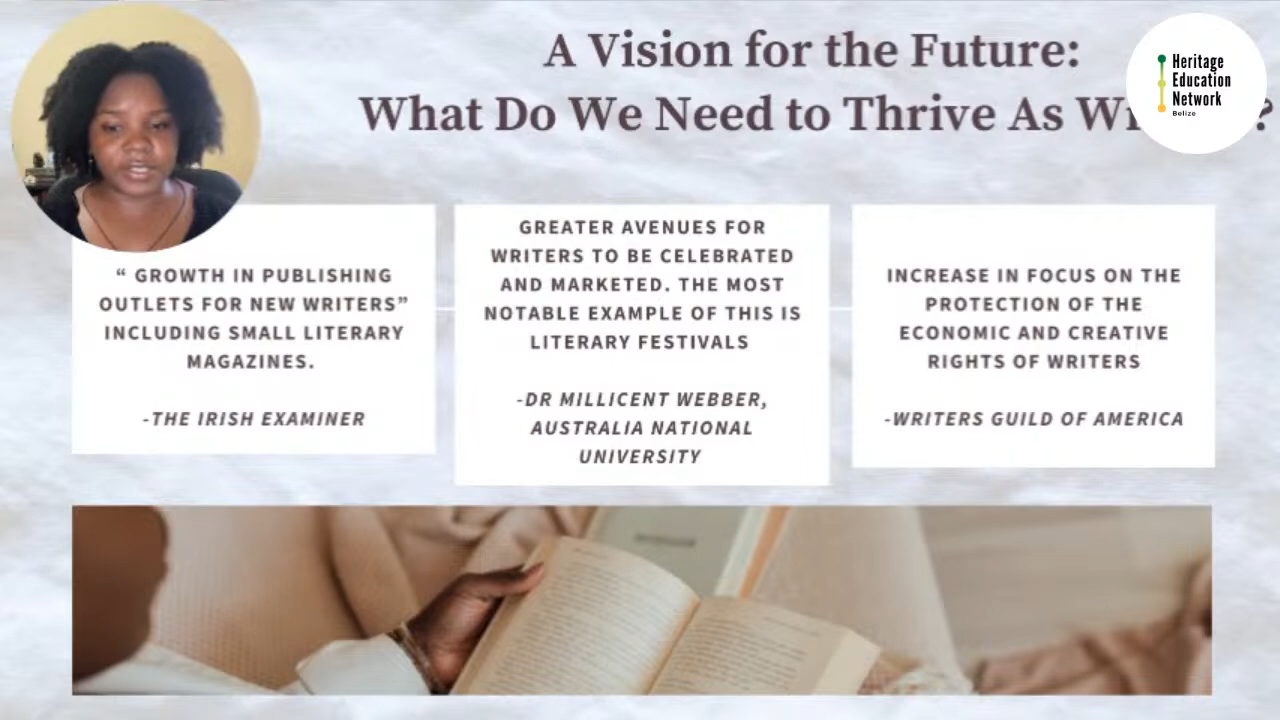 A Vision for the Future:
What Do We Need to Thrive As Wr ?
Heritage
Education
Network
Belize
“ GROWTH IN PUBLISHING
OUTLETS FOR NEW WRITERS”
INCLUDING SMALL LITERARY
MAGAZINES.
-THE IRISH EXAMINER
GREATER AVENUES FOR
WRITERS TO BE CELEBRATED
AND MARKETED. THE MOST
NOTABLE EXAMPLE OF THIS IS
LITERARY FESTIVALS
-DR MILLICENT WEBBER,
AUSTRALIA NATIONAL
UNIVERSITY
INCREASE IN FOCUS ON THE
PROTECTION OF THE
ECONOMIC AND CREATIVE
RIGHTS OF WRITERS
-WRITERS GUILD OF AMERICA